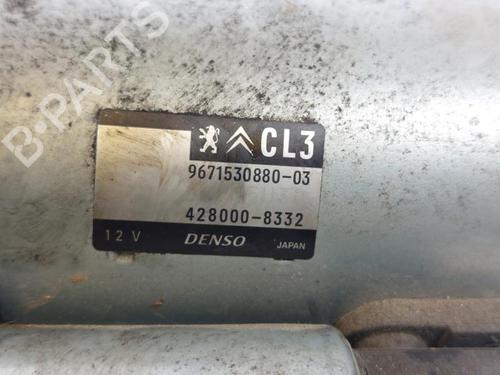 B-PARTS
CL3
9671530880-03
428000-8332
12 V DENSO JAPAN